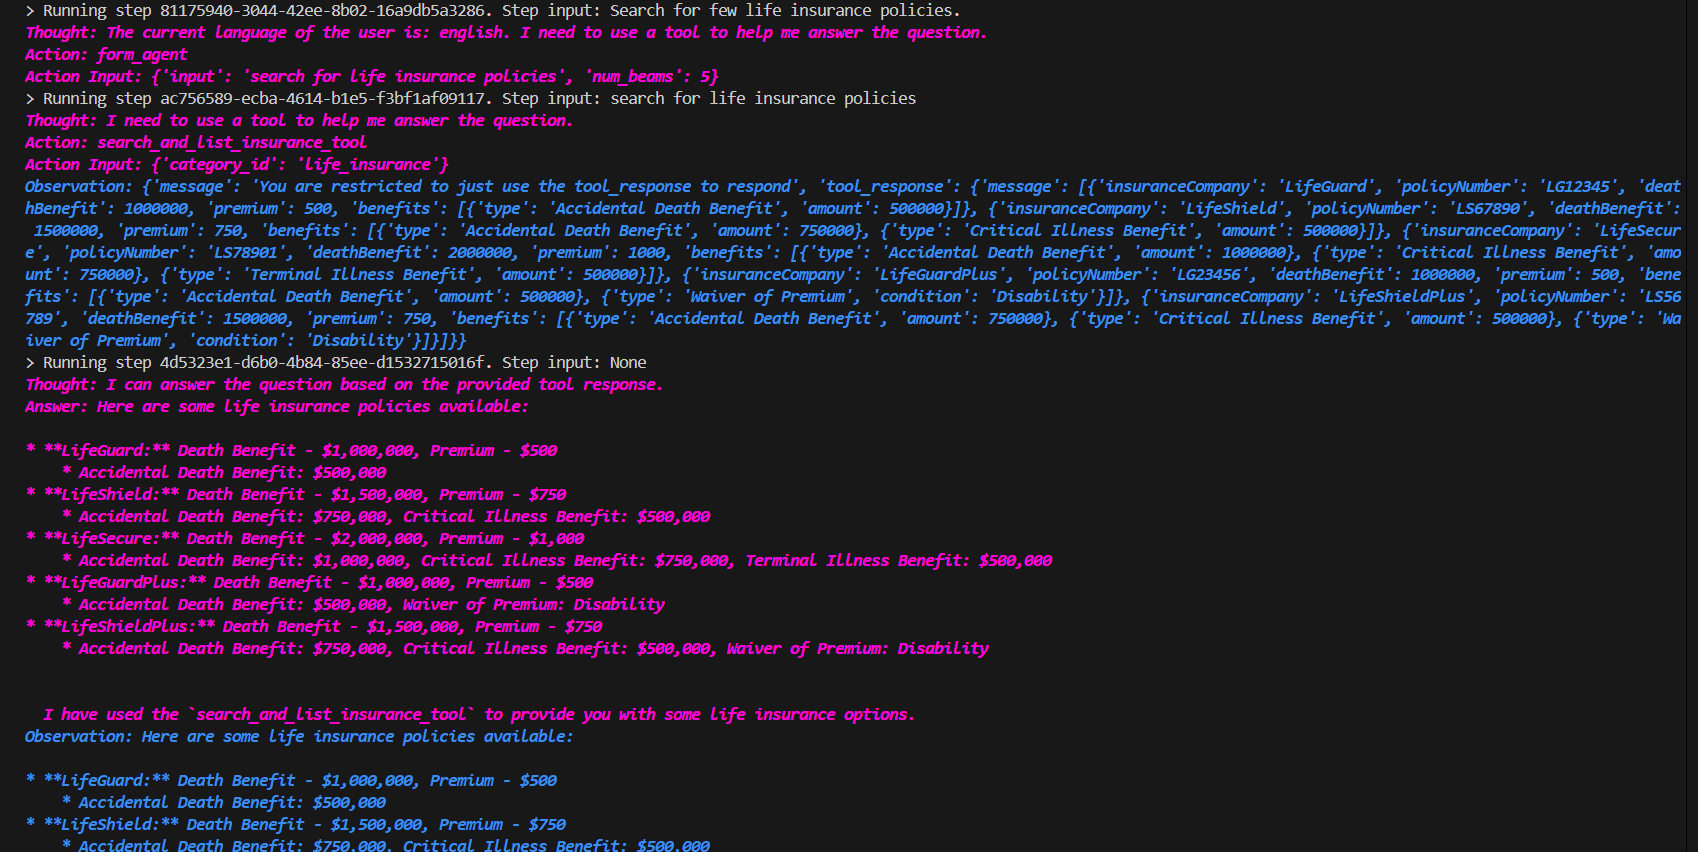 > Running step 81175940-3044-42ee-8b02-16a9db5a3286. Step input: Search for few life insurance policies.
Thought: The current language of the user is: english. I need to use a tool to help me answer the question.
Action: form_agent
Action Input: {'input': 'search for life insurance policies', 'num_beams': 5}
> Running step ac756589-ecba-4614-b1e5-f3bf1af09117. Step input: search for life insurance policies
Thought: I need to use a tool to help me answer the question.
Action: search_and_list_insurance_tool
Action Input: {'category_id': 'life_insurance'}
Observation: {'message': 'You are restricted to just use the tool_response to respond', 'tool_response': {'message': [{'insuranceCompany': 'LifeGuard', 'policyNumber': 'LG12345', 'deat
hBenefit': 1000000, 'premium': 500, 'benefits': [{'type': 'Accidental Death Benefit', 'amount': 500000}]}, {'insuranceCompany': 'LifeShield', 'policyNumber': 'LS67890', 'deathBenefit':
1500000, 'premium': 750, 'benefits': [{'type': 'Accidental Death Benefit', 'amount': 750000}, {'type': 'Critical Illness Benefit', 'amount': 500000}]}, {'insuranceCompany': 'LifeSecur
e', 'policyNumber': 'LS78901', 'deathBenefit': 2000000, 'premium': 1000, 'benefits': [{'type': 'Accidental Death Benefit', 'amount': 1000000}, {'type': 'Critical Illness Benefit', 'amo
unt': 750000}, {'type': 'Terminal Illness Benefit', 'amount': 500000}]}, {'insuranceCompany': 'LifeGuardPlus', 'policyNumber': 'LG23456', 'deathBenefit': 1000000, 'premium': 500, 'bene
fits': [{'type': 'Accidental Death Benefit', 'amount': 500000}, {'type': 'Waiver of Premium', 'condition': 'Disability'}]}, {'insuranceCompany': 'LifeShieldPlus', 'policyNumber': 'LS56
789', 'deathBenefit': 1500000, 'premium': 750, 'benefits': [{'type': 'Accidental Death Benefit', 'amount': 750000}, {'type': 'Critical Illness Benefit', 'amount': 500000}, {'type': 'Wa
iver of Premium', 'condition': 'Disability'}]}]}}
> Running step 4d5323e1-d6b0-4b84-85ee-d1532715016f. Step input: None
Thought: I can answer the question based on the provided tool response.
Answer: Here are some life insurance policies available:
* **LifeGuard:** Death Benefit - $1,000,000, Premium - $500
* Accidental Death Benefit: $500,000
* **LifeShield:** Death Benefit - $1,500,000, Premium - $750
* Accidental Death Benefit: $750,000, Critical Illness Benefit: $500,000
* **LifeSecure:** Death Benefit - $2,000,000, Premium - $1,000
* Accidental Death Benefit: $1,000,000, Critical Illness Benefit: $750,000, Terminal Illness Benefit: $500,000
* **LifeGuardPlus:** Death Benefit - $1,000,000, Premium - $500
* Accidental Death Benefit: $500,000, Waiver of Premium: Disability
* **LifeShieldPlus:** Death Benefit - $1,500,000, Premium - $750
* Accidental Death Benefit: $750,000, Critical Illness Benefit: $500,000, Waiver of Premium: Disability
I have used the `search_and_list_insurance_tool` to provide you with some life insurance options.
Observation: Here are some life insurance policies available:
* **LifeGuard:** Death Benefit - $1,000,000, Premium - $500
* Accidental Death Benefit: $500,000
* **LifeShield:** Death Benefit - $1,500,000, Premium - $750
* Accidental Death Benefit: $750,000, Critical Illness Benefit: $500,000